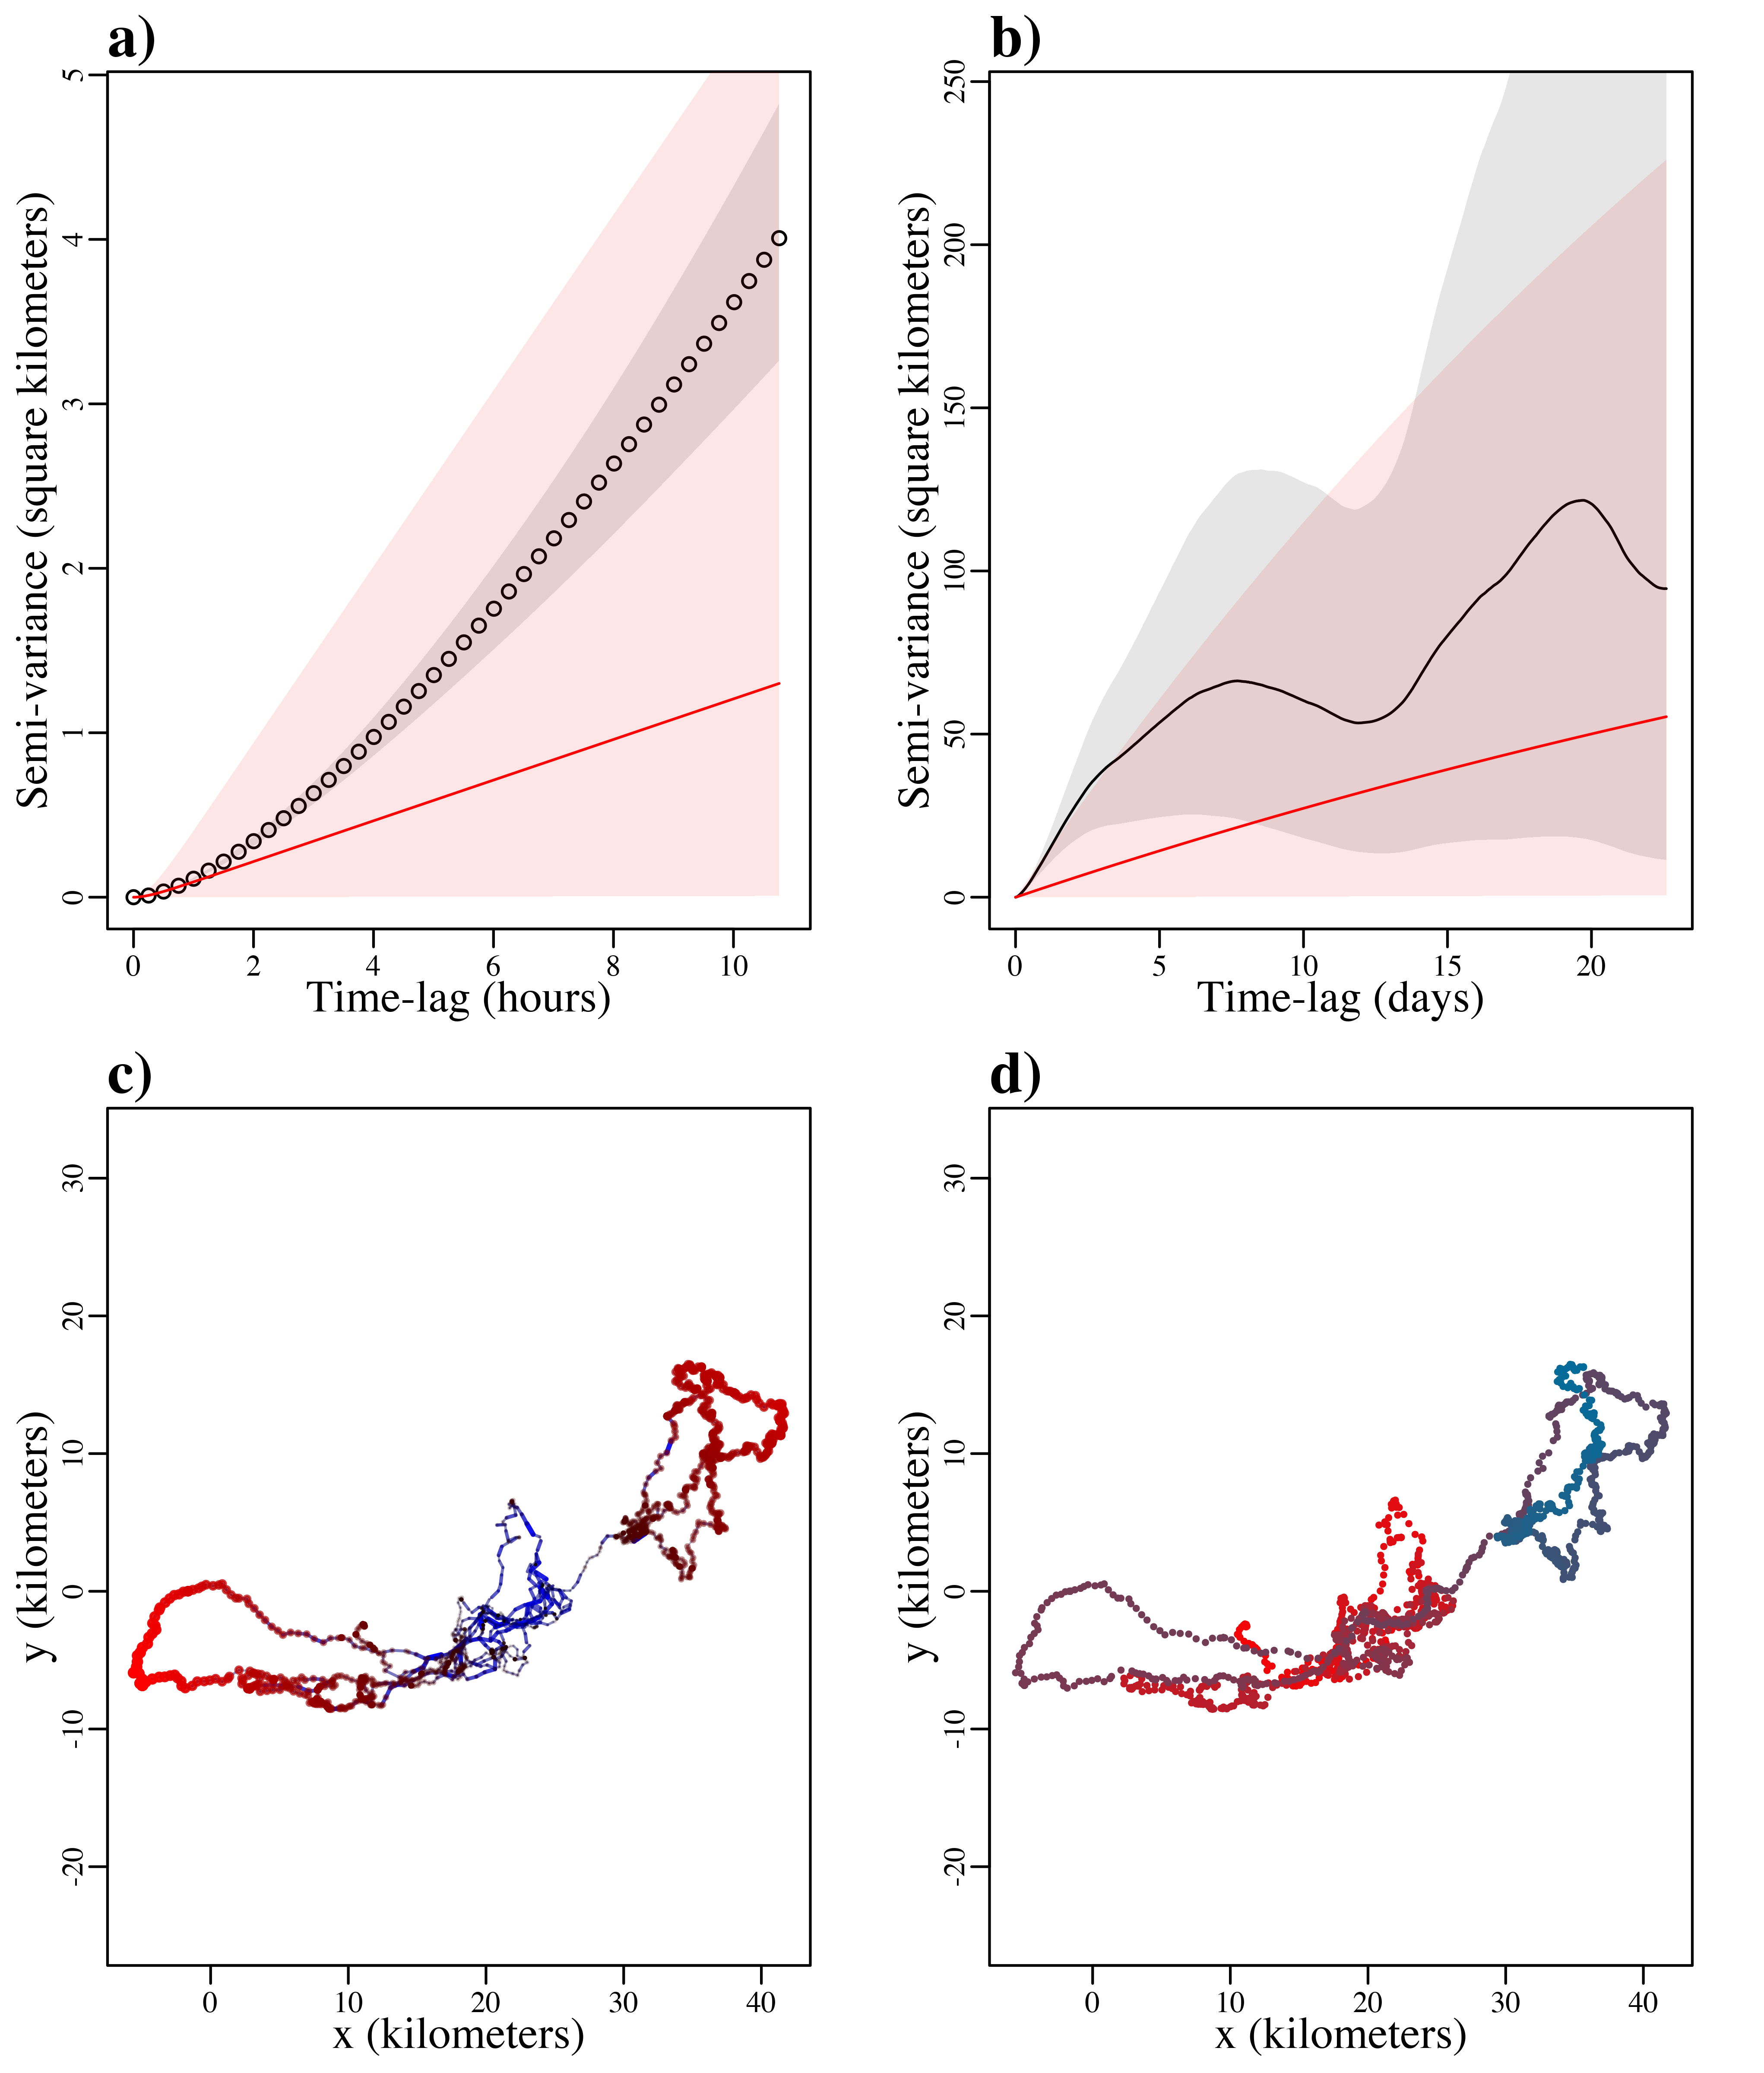 a)
Semi-variance (square kilometers)
0 1 2 3 4 5
0 2 4 6 8 10
Time-lag (hours)
b)
Semi-variance (square kilometers)
0 50 100 150 200 250
0 5 10 15 20
Time-lag (days)
c)
y (kilometers)
-20 -10 0 10 20 30
0 10 20 30 40
x (kilometers)
d)
y (kilometers)
-20 -10 0 10 20 30
0 10 20 30 40
x (kilometers)